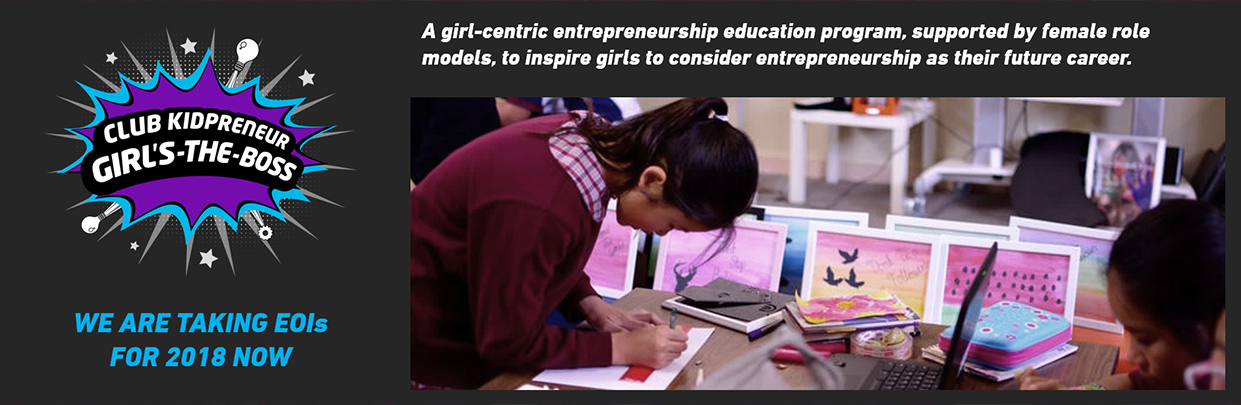 CLUB KIDPRENEUR
GIRL'S-THE-BOSS
WE ARE TAKING EOIs
FOR 2018 NOW
A girl-centric entrepreneurship education program, supported by female role
models, to inspire girls to consider entrepreneurship as their future career.